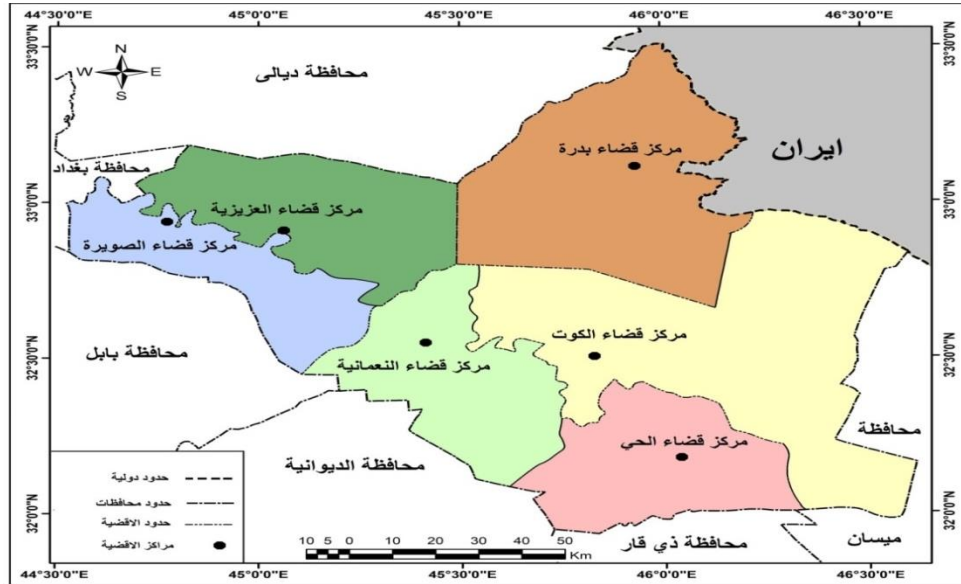 44°30'0"E 45°0'0"E 45°30'0"E 46°0'0"E 46°30'0"E
33°30'0"N 33°30'0"N
N
W E
S
محافظة ديالى
ايران
مركز قضاء بدرة
محافظة بغداد
33°0'0"N 33°0'0"N
مركز قضاء العزيزية
مركز قضاء الصويرة
محافظة بابل
32°30'0"N 32°30'0"N
مركز قضاء الكوت
مركز قضاء النعمانية
محافظة
مركز قضاء الحي
محافظة الديوانية
حدود دولية
حدود محافظات
حدود الاقضية
مراكز الاقضية
32°0'0"N 32°0'0"N
محافظة ذي قار
ميسان
10 5 0 10 20 30 40 50
Km
44°30'0"E 45°0'0"E 45°30'0"E 46°0'0"E 46°30'0"E